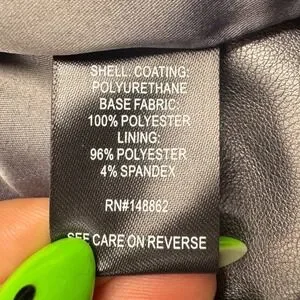 SHELL: COATING:
POLYURETHANE
BASE FABRIC:
100% POLYESTER
LINING:
96% POLYESTER
4% SPANDEX
RN#148862
SEE CARE ON REVERSE